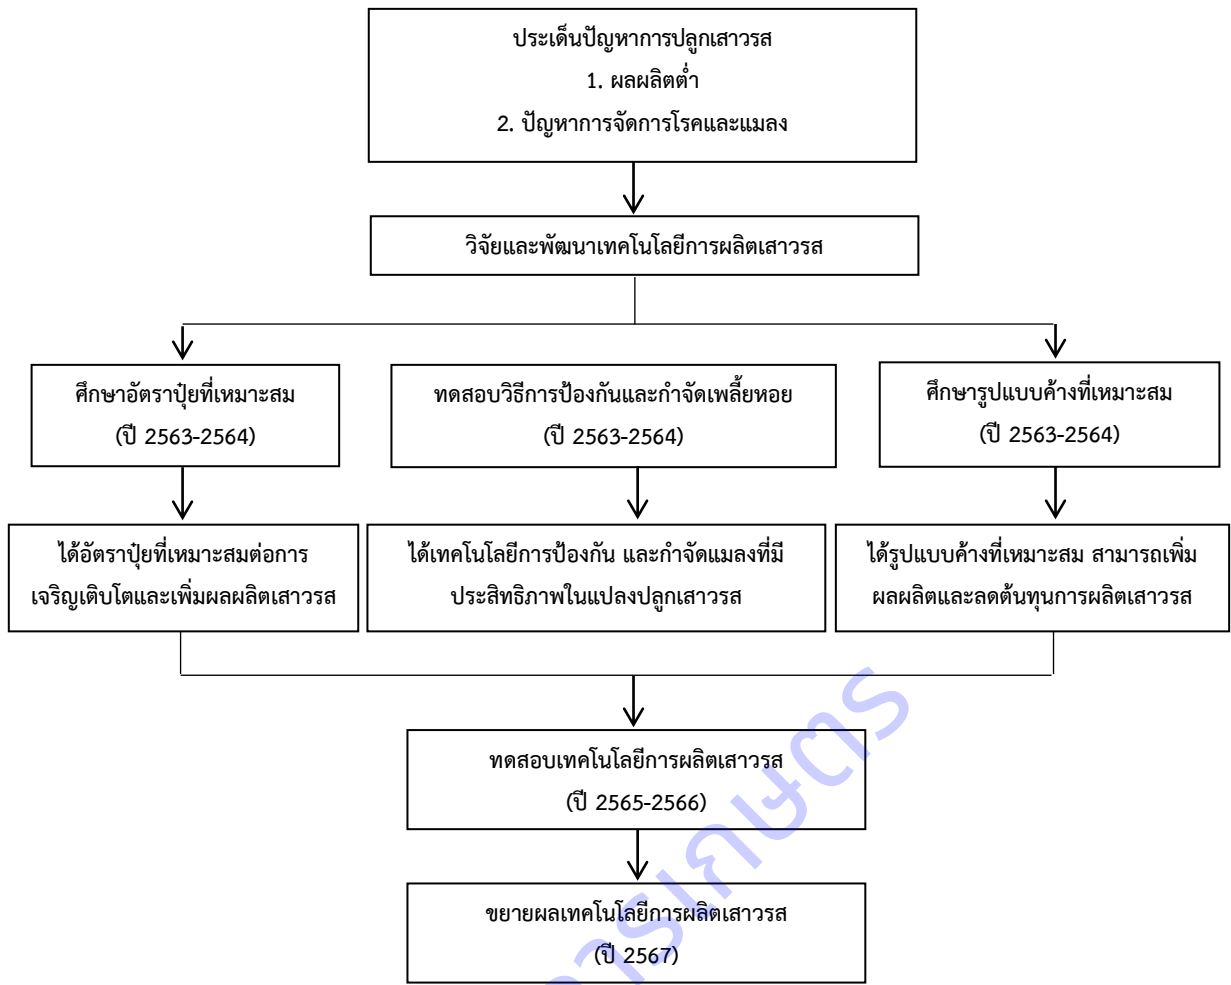 ประเด็นปัญหาการปลูกเสาวรส
1. ผลผลิตต่ำ
2. ปัญหาการจัดการโรคและแมลง
วิจัยและพัฒนาเทคโนโลยีการผลิตเสาวรส
ศึกษาอัตราปุ๋ยที่เหมาะสม
(ปี 2563-2564)
ทดสอบวิธีการป้องกันและกำจัดเพลี้ยหอย
(ปี 2563-2564)
ศึกษารูปแบบค้างที่เหมาะสม
(ปี 2563-2564)
ได้อัตราปุ๋ยที่เหมาะสมต่อการ
เจริญเติบโตและเพิ่มผลผลิตเสาวรส
ได้เทคโนโลยีการป้องกัน และกำจัดแมลงที่มี
ประสิทธิภาพในแปลงปลูกเสาวรส
ได้รูปแบบค้างที่เหมาะสม สามารถเพิ่ม
ผลผลิตและลดต้นทุนการผลิตเสาวรส
ทดสอบเทคโนโลยีการผลิตเสาวรส
(ปี 2565-2566)
ขยายผลเทคโนโลยีการผลิตเสาวรส
(ปี 2567)
ารเกษตร